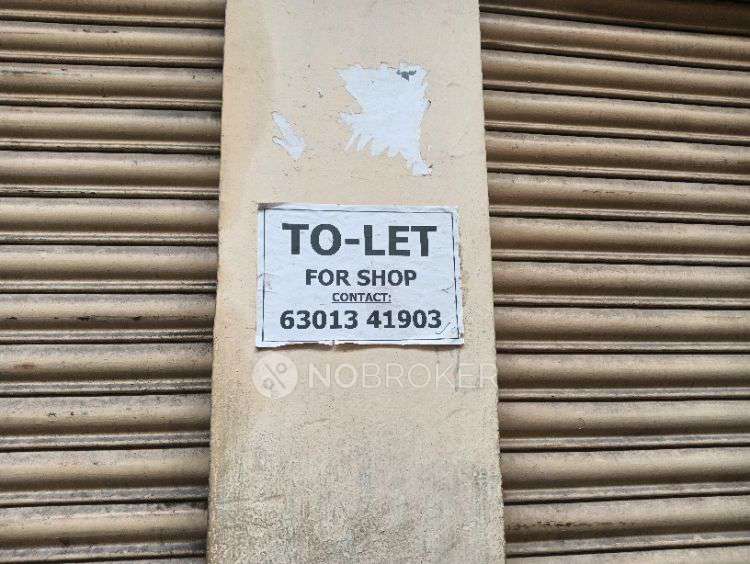 TO-LET
FOR SHOP
CONTACT:
63013 41903
NOBROKER